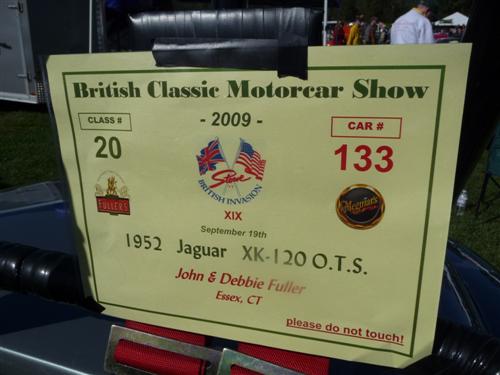 British Classic Motorcar Show
CLASS #
- 2009 -
CAR #
20
133
Stowe
BRITISH INVASION
FULLER'S
Meguiar's
XIX
September 19th
1952 Jaguar XK-120 O.T.S.
John & Debbie Fuller
Essex, CT
please do not touch!